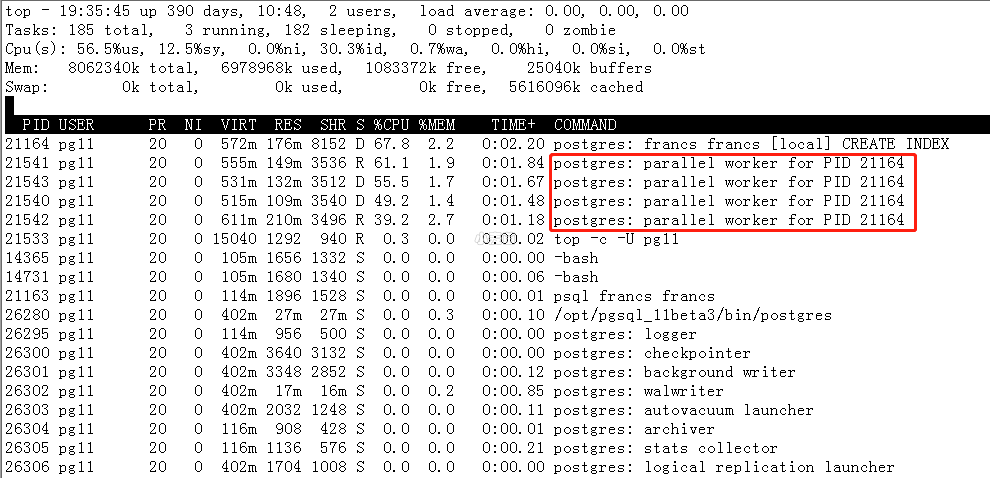 top - 19:35:45 up 390 days, 10:48,  2 users,  load average: 0.00, 0.00, 0.00
Tasks: 185 total,   3 running, 182 sleeping,   0 stopped,   0 zombie
Cpu(s): 56.5%us, 12.5%sy,  0.0%ni, 30.3%id,  0.7%wa,  0.0%hi,  0.0%si,  0.0%st
Mem:   8062340k total,  6978968k used,  1083372k free,    25040k buffers
Swap:        0k total,        0k used,        0k free,  5616096k cached
PID USER      PR  NI  VIRT  RES  SHR S %CPU %MEM    TIME+  COMMAND
21164 pg11      20   0  572m 176m 8152 D 67.8  2.2   0:02.20 postgres: francs francs [local] CREATE INDEX
21541 pg11      20   0  555m 149m 3536 R 61.1  1.9   0:01.84 postgres: parallel worker for PID 21164
21543 pg11      20   0  531m 132m 3512 D 55.5  1.7   0:01.67 postgres: parallel worker for PID 21164
21540 pg11      20   0  515m 109m 3540 D 49.2  1.4   0:01.48 postgres: parallel worker for PID 21164
21542 pg11      20   0  611m 210m 3496 R 39.2  2.7   0:01.18 postgres: parallel worker for PID 21164
21533 pg11      20   0 15040 1292  940 R  0.3  0.0   0:00.02 top -c -U pg11
14365 pg11      20   0  105m 1656 1332 S  0.0  0.0   0:00.00 -bash
14731 pg11      20   0  105m 1680 1340 S  0.0  0.0   0:00.06 -bash
21163 pg11      20   0  114m 1896 1528 S  0.0  0.0   0:00.01 psql francs francs
26280 pg11      20   0  402m  27m  27m S  0.0  0.3   0:00.10 /opt/pgsql_11beta3/bin/postgres
26295 pg11      20   0  114m  956  500 S  0.0  0.0   0:00.00 postgres: logger
26300 pg11      20   0  402m 3640 3132 S  0.0  0.0   0:00.00 postgres: checkpointer
26301 pg11      20   0  402m 3348 2852 S  0.0  0.0   0:00.12 postgres: background writer
26302 pg11      20   0  402m  17m  16m S  0.0  0.2   0:00.85 postgres: walwriter
26303 pg11      20   0  402m 2032 1248 S  0.0  0.0   0:00.11 postgres: autovacuum launcher
26304 pg11      20   0  116m  908  428 S  0.0  0.0   0:00.01 postgres: archiver
26305 pg11      20   0  116m 1136  576 S  0.0  0.0   0:00.21 postgres: stats collector
26306 pg11      20   0  402m 1704 1008 S  0.0  0.0   0:00.00 postgres: logical replication launcher